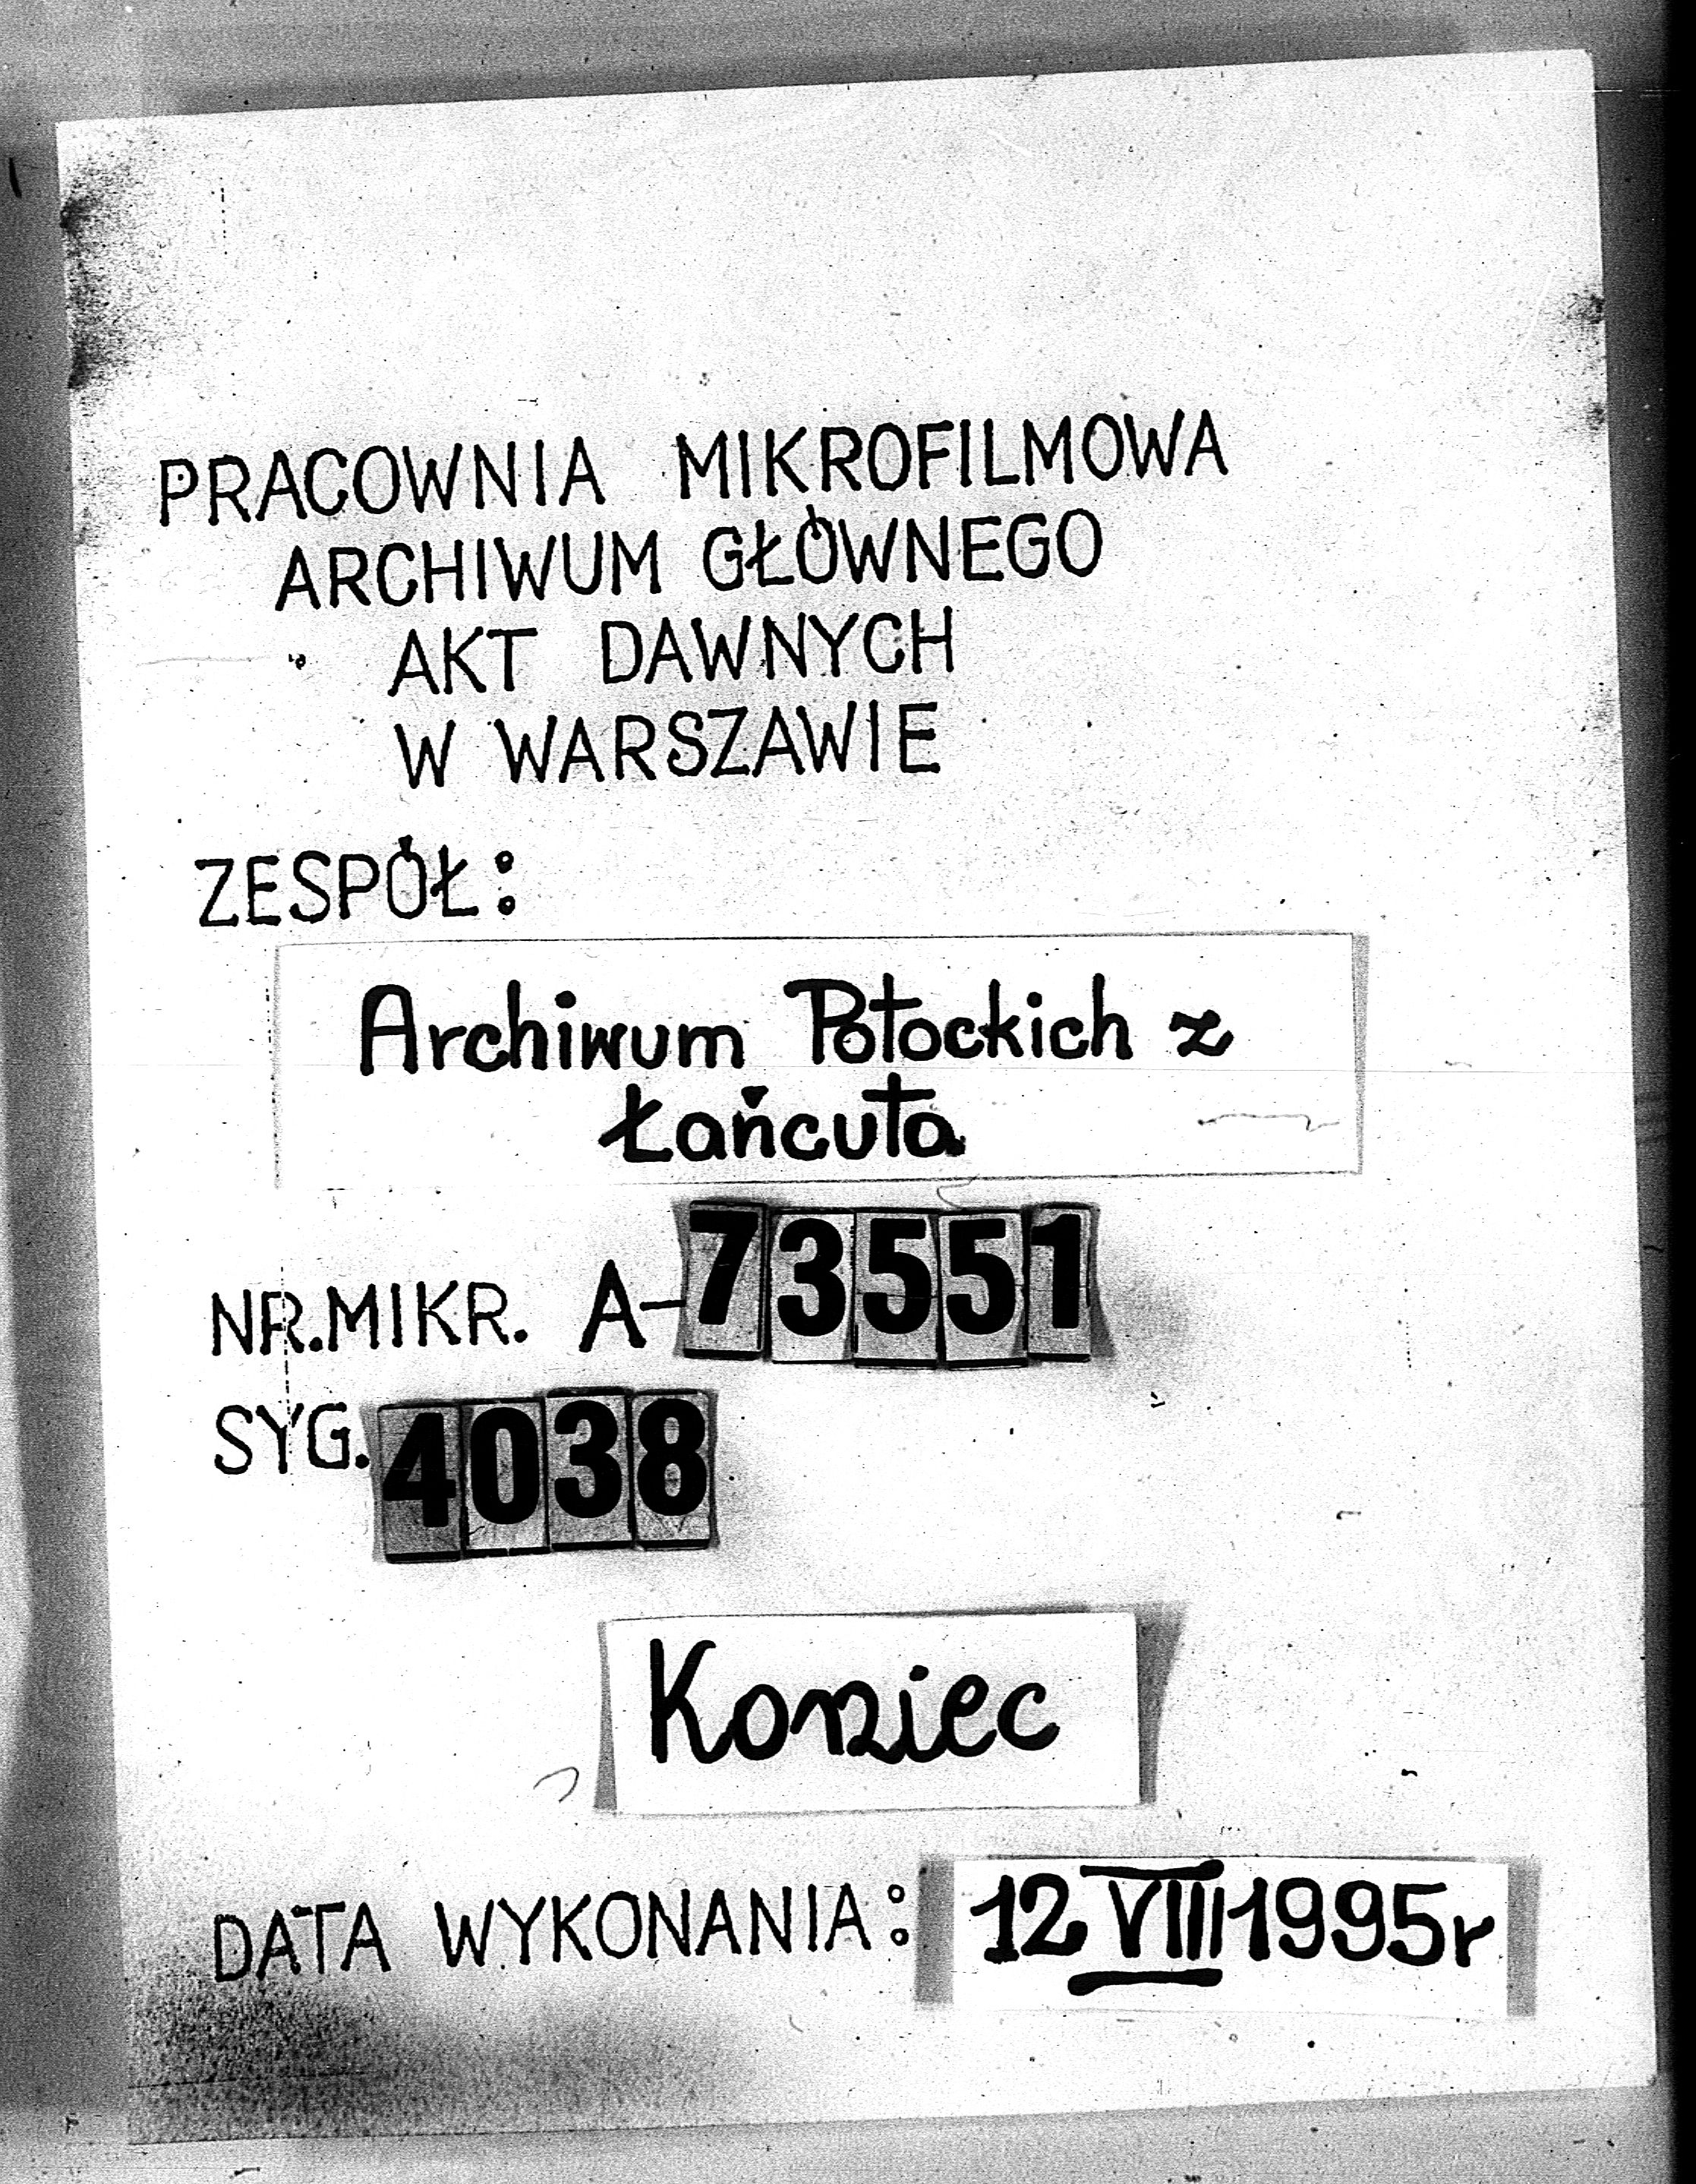 PRACOWNIA MIKROFILMOWA
ARCHIWUM GŁÓWNEGO
AKT DAWNYCH
W WARSZAWIE
ZESPÓŁ:
Archiwum Potockich z
Łańcuta
NR.MIKR. A-73551
SYG. 4038
Koniec
DATA WYKONANIA: 12 VIII 1995r